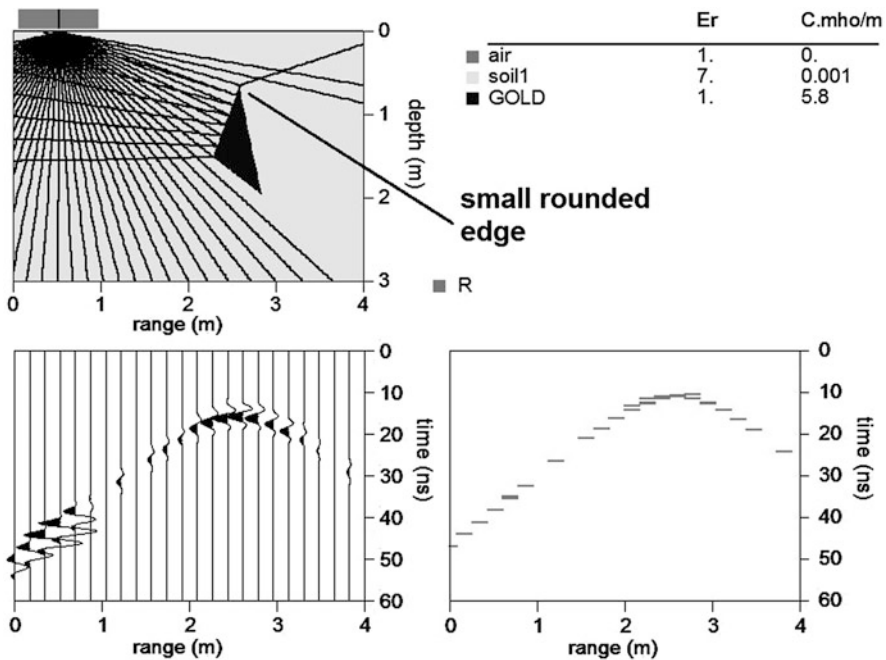 0
1
2
3
depth (m)
0 1 2 3 4
range (m)
small rounded
edge
Er C.mho/m
air 1. 0.
soil1 7. 0.001
GOLD 1. 5.8
R
0
10
20
30
40
50
60
time (ns)
0 1 2 3 4
range (m)
0
10
20
30
40
50
60
time (ns)
0 1 2 3 4
range (m)